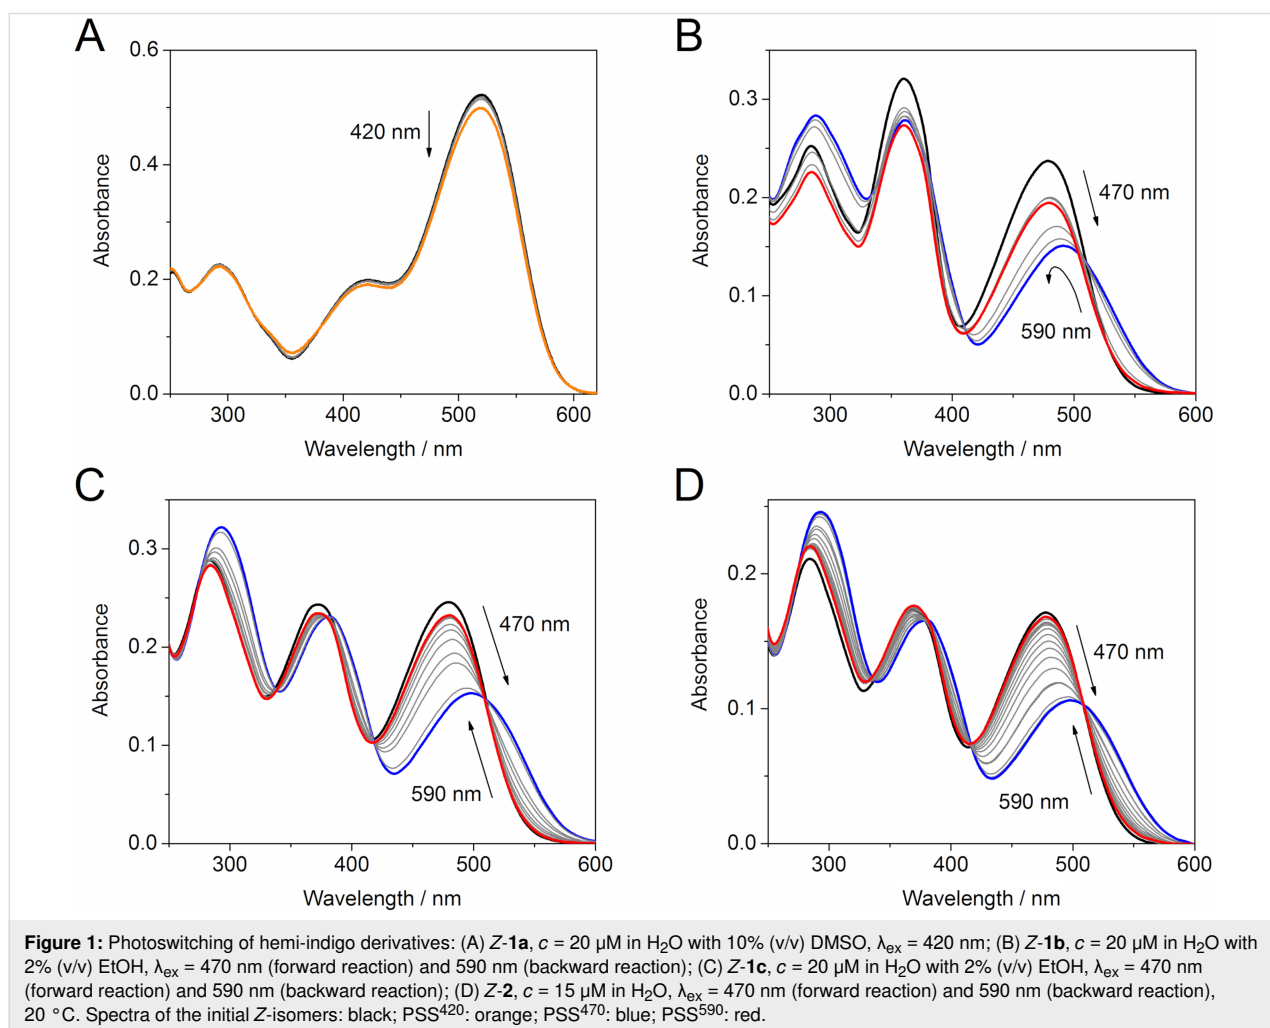 A
0.6
0.4
0.2
0.0
Absorbance
420 nm
300 400 500 600
Wavelength / nm
B
0.3
0.2
0.1
0.0
Absorbance
470 nm
590 nm
300 400 500 600
Wavelength / nm
C
0.3
0.2
0.1
0.0
Absorbance
470 nm
590 nm
300 400 500 600
Wavelength / nm
D
0.2
0.1
0.0
Absorbance
470 nm
590 nm
300 400 500 600
Wavelength / nm
Figure 1: Photoswitching of hemi-indigo derivatives: (A) Z-1a, c = 20 µM in H₂O with 10% (v/v) DMSO, λex = 420 nm; (B) Z-1b, c = 20 µM in H₂O with
2% (v/v) EtOH, λex = 470 nm (forward reaction) and 590 nm (backward reaction); (C) Z-1c, c = 20 µM in H₂O with 2% (v/v) EtOH, λex = 470 nm
(forward reaction) and 590 nm (backward reaction); (D) Z-2, c = 15 µM in H₂O, λex = 470 nm (forward reaction) and 590 nm (backward reaction),
20 °C. Spectra of the initial Z-isomers: black; PSS⁴²⁰: orange; PSS⁴⁷⁰: blue; PSS⁵⁹⁰: red.